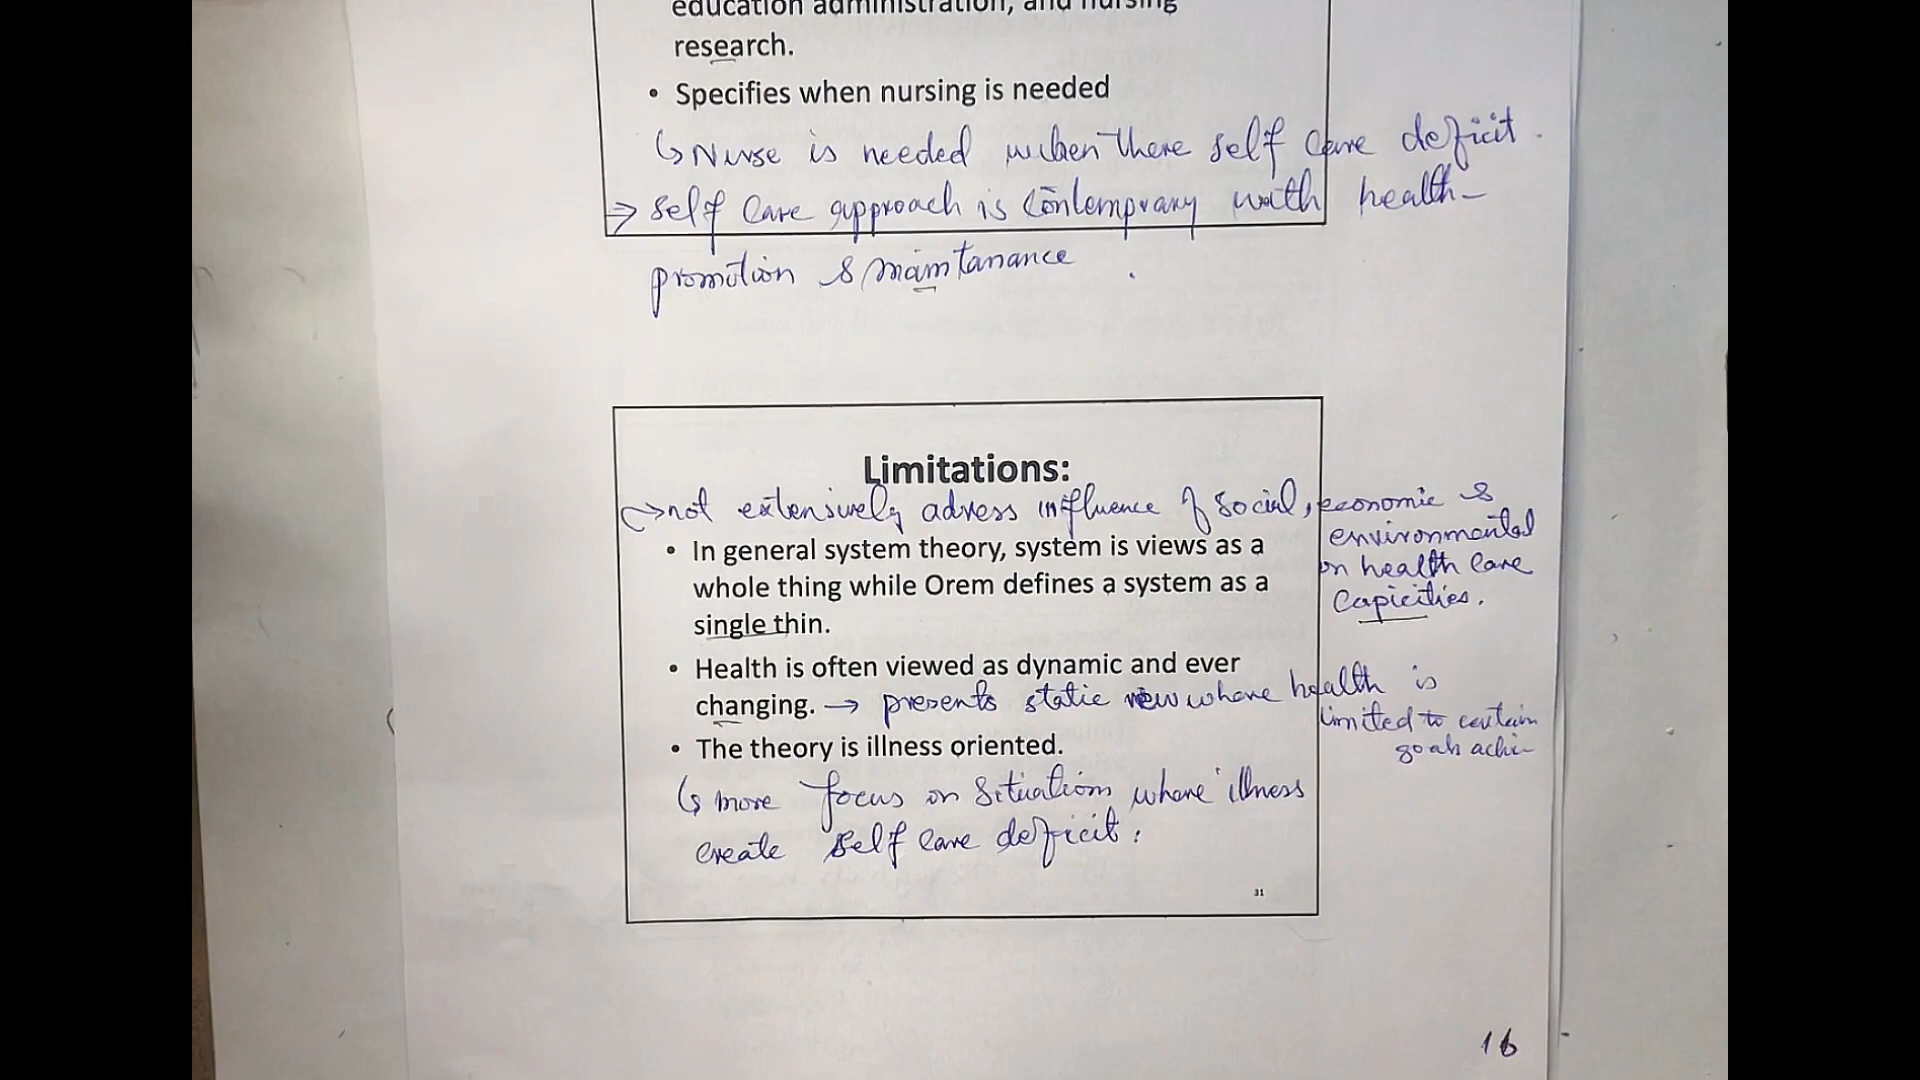 education administration, and nursing
research.
• Specifies when nursing is needed
↳ Nurse is needed when there self care deficit.
⇒ Self Care approach is Contemprary with health
promotion & maintanance
Limitations:
→ not extensively adress influence of social, economic &
environmental
on health care
Capicities.
• In general system theory, system is views as a
whole thing while Orem defines a system as a
single thin.
• Health is often viewed as dynamic and ever
changing. → presents static view whare health is
limited to certain
goals achi-
• The theory is illness oriented.
↳ more focus on Situations where illness
create self care deficit.
31
16